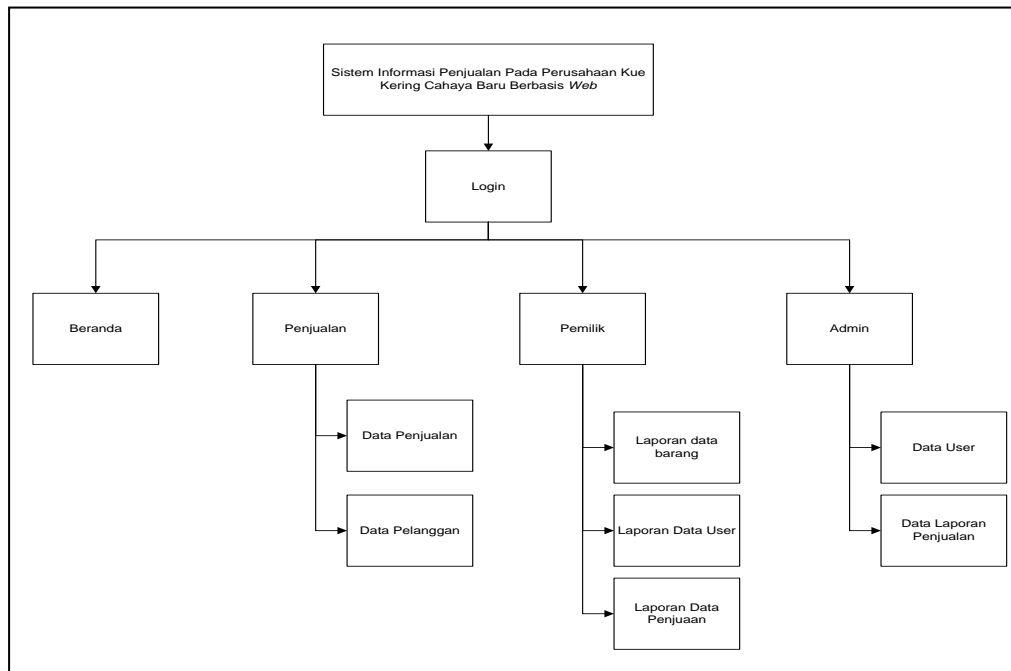 Sistem Informasi Penjualan Pada Perusahaan Kue
Kering Cahaya Baru Berbasis Web
Login
Beranda
Penjualan
Pemilik
Admin
Data Penjualan
Data Pelanggan
Laporan data
barang
Laporan Data User
Laporan Data
Penjuaan
Data User
Data Laporan
Penjualan